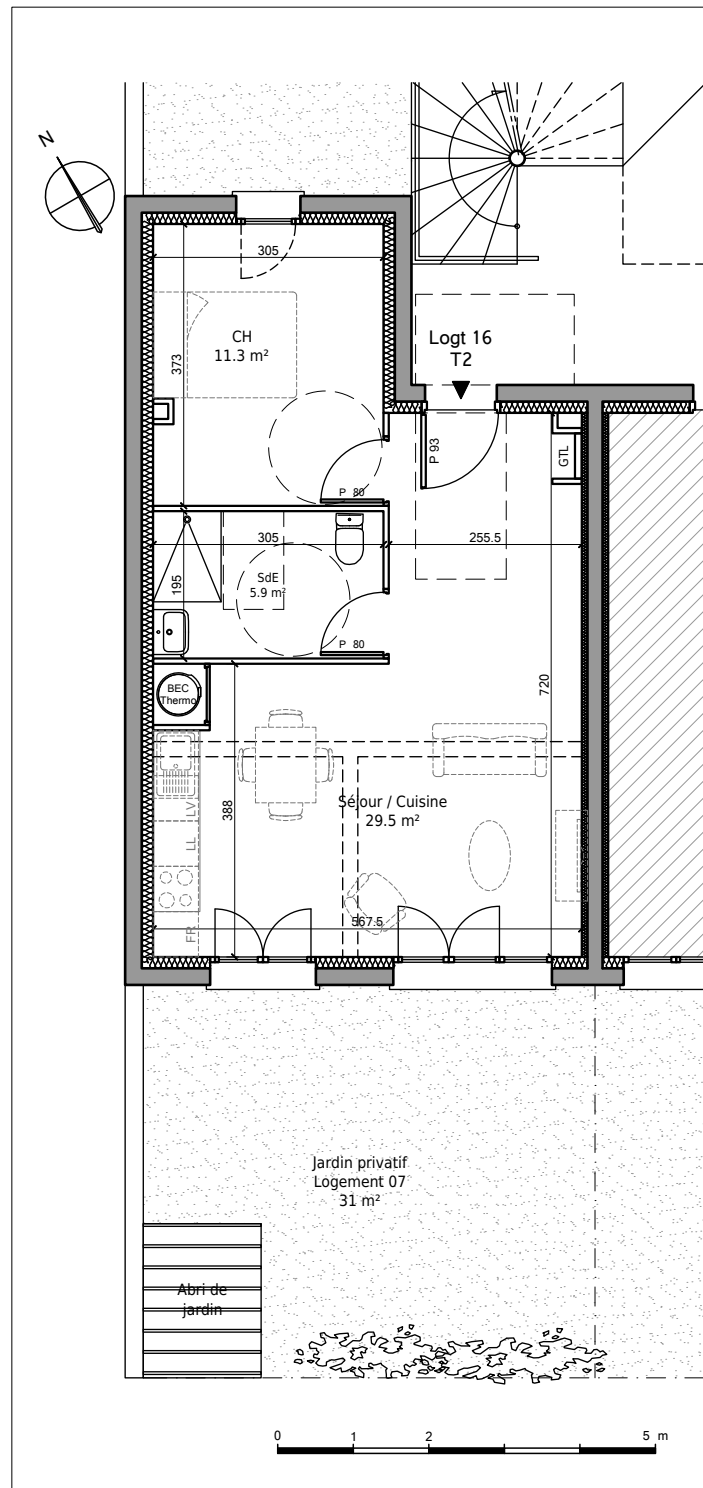 N
305
CH
11.3 m²
373
Logt 16
T2
P 93
GTL
P 80
305
255.5
195
SdE
5.9 m²
P 80
BEC
Thermo
720
LV
LL
FR
388
Séjour / Cuisine
29.5 m²
567.5
Jardin privatif
Logement 07
31 m²
Abri de
jardin
0 1 2 5 m